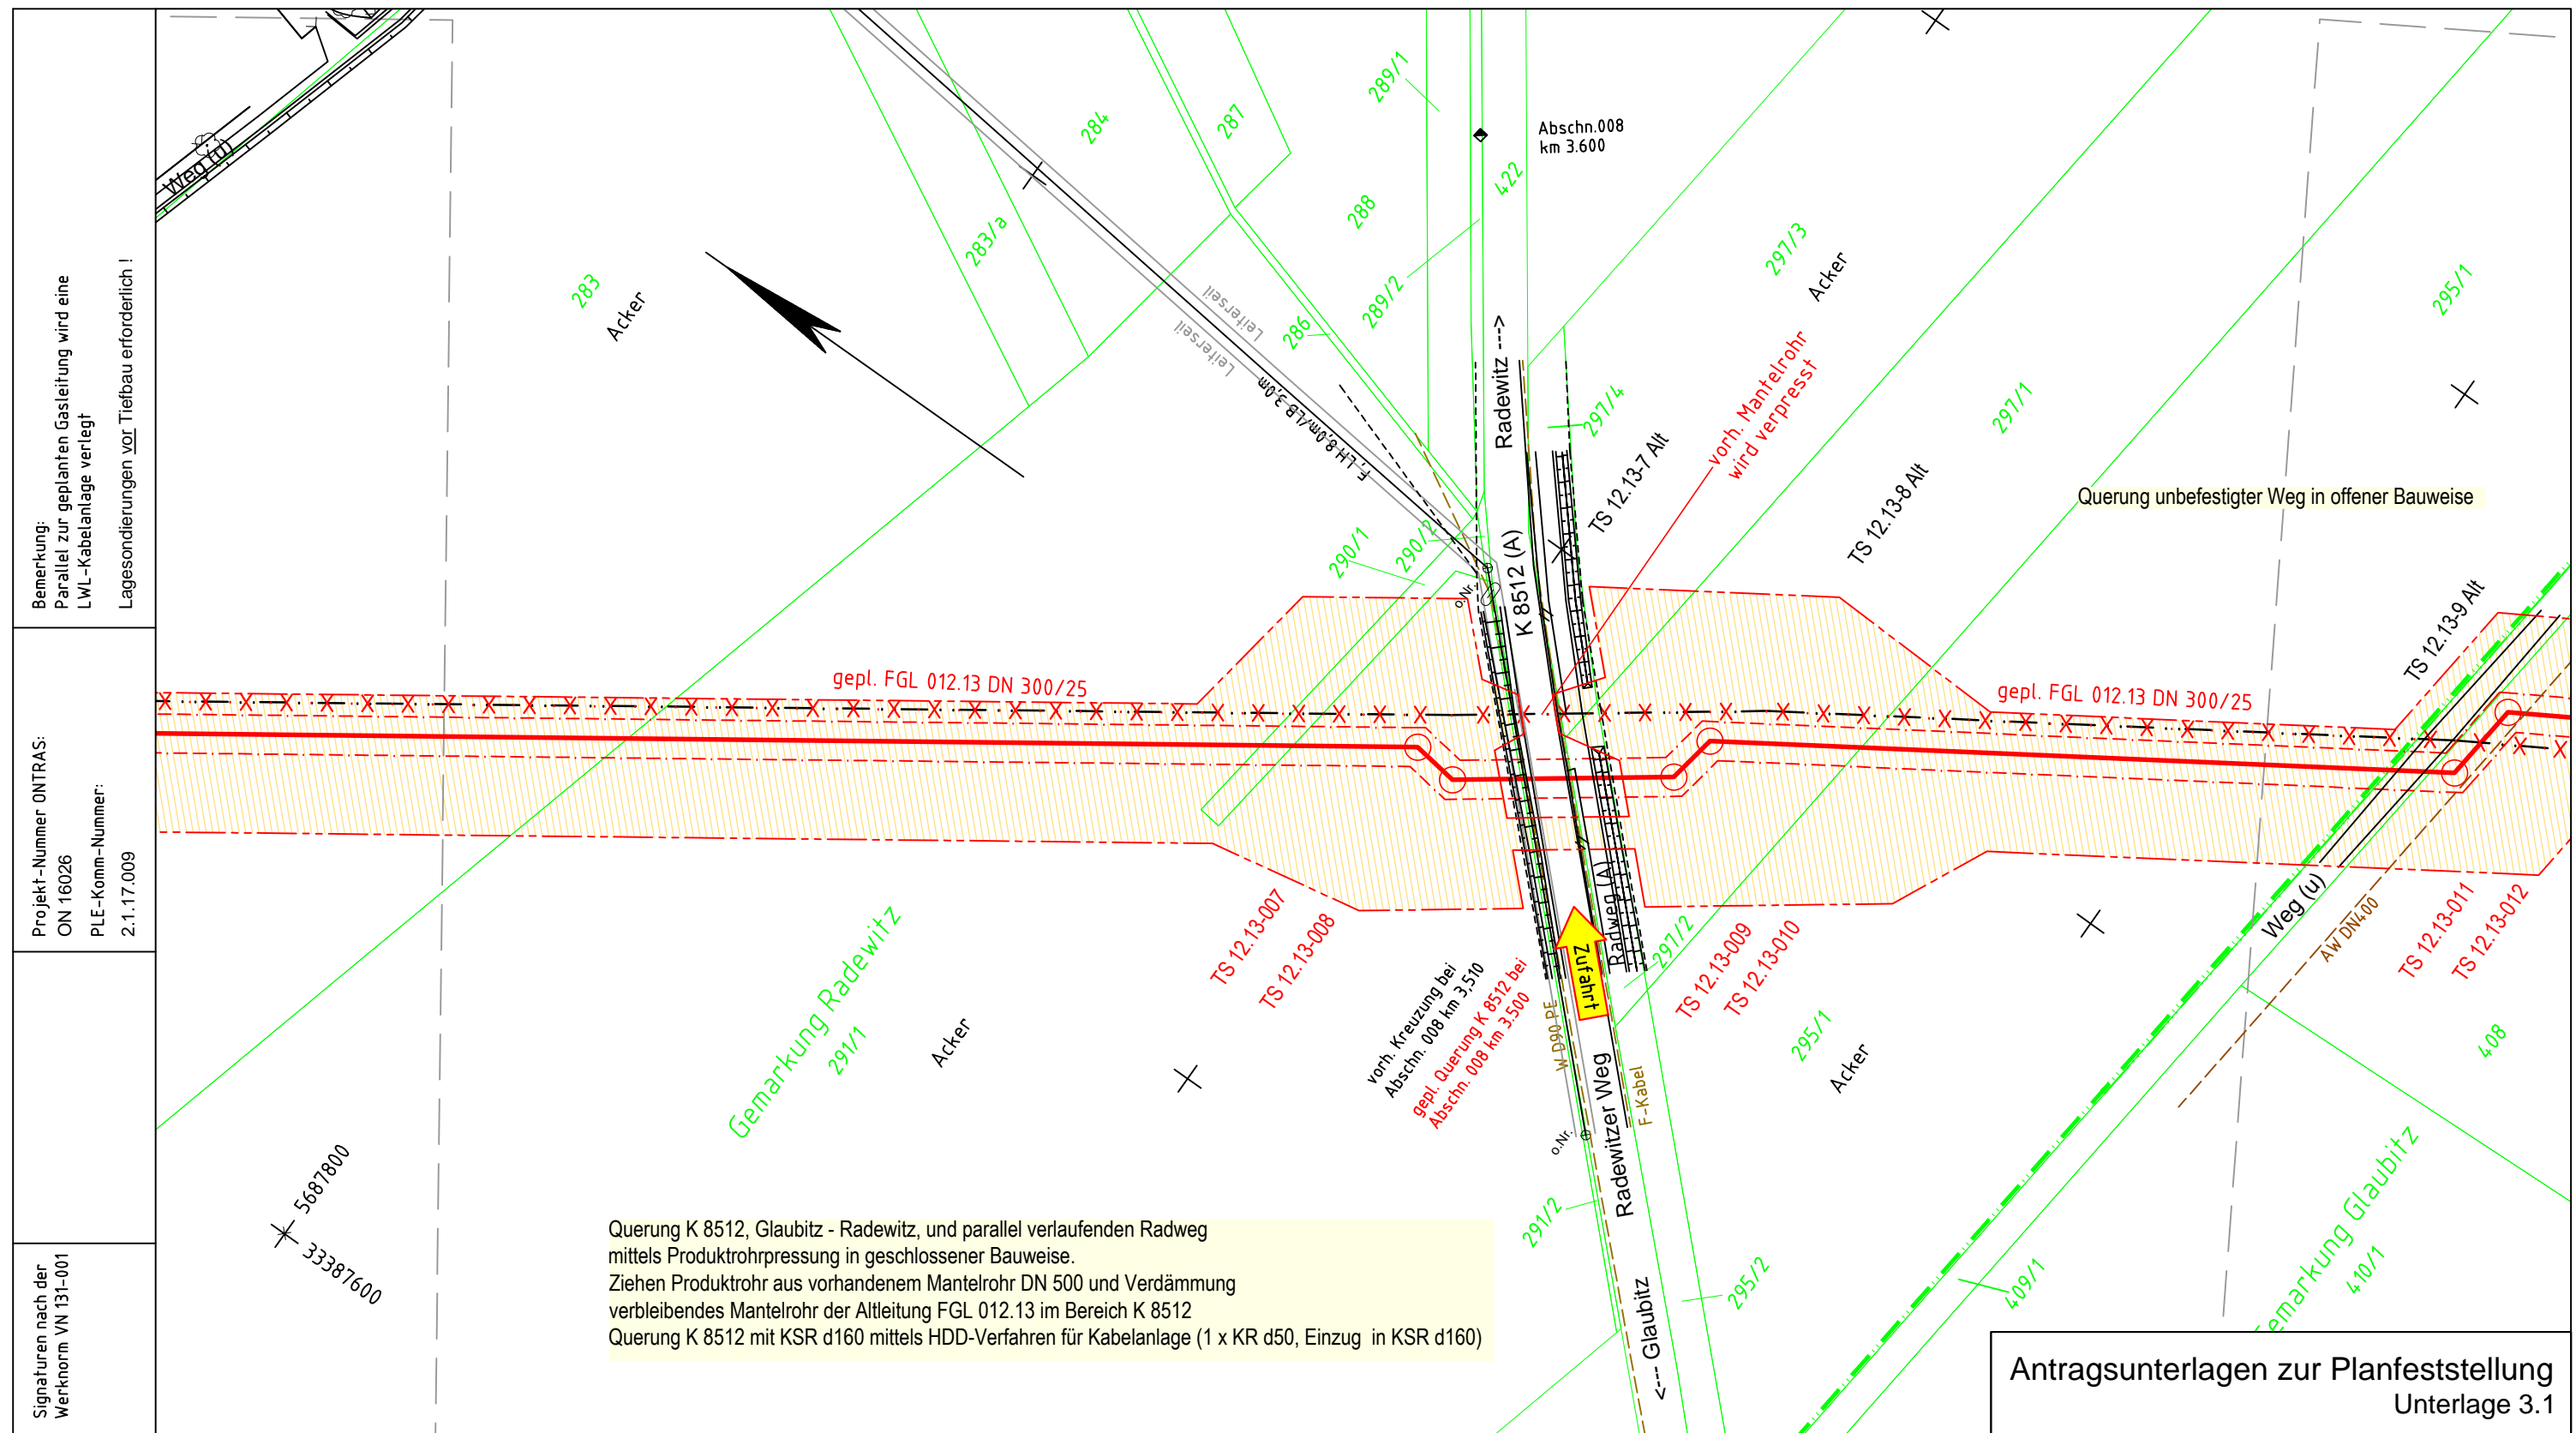 Bemerkung:
Parallel zur geplanten Gasleitung wird eine
LWL-Kabelanlage verlegt
Lagesondierungen vor Tiefbau erforderlich !
Projekt-Nummer ONTRAS:
ON 16026
PLE-Komm-Nummer:
2.1.17.009
Signaturen nach der
Werknorm VN 131-001
Weg (u)
283
Acker
283/a
284
287
289/1
288
422
Abschn.008
km 3.600
289/2
286
Leiterseil
Leiterseil
F, LH 8,0m/LB 3,0m
Radewitz ---->
297/3
Acker
295/1
297/4
vorh. Mantelrohr
wird verpresst
297/1
TS 12.13-7 Alt
TS 12.13-8 Alt
Querung unbefestigter Weg in offener Bauweise
290/1
290/2
o.Nr.
K 8512 (A)
TS 12.13-9 Alt
gepl. FGL 012.13 DN 300/25
gepl. FGL 012.13 DN 300/25
Gemarkung Radewitz
291/1
Acker
TS 12.13-007
TS 12.13-008
vorh. Kreuzung bei
Abschn. 008 km 3,510
gepl. Querung K 8512 bei
Abschn. 008 km 3.500
W D90 PE
Zufahrt
Radweg (A)
297/2
TS 12.13-009
TS 12.13-010
Weg (u)
AW DN400
TS 12.13-011
TS 12.13-012
408
295/1
Acker
F-Kabel
o.Nr.
Radewitzer Weg
291/2
<---- Glaubitz
295/2
409/1
Gemarkung Glaubitz
410/1
5687800
33387600
Querung K 8512, Glaubitz - Radewitz, und parallel verlaufenden Radweg
mittels Produktrohrpressung in geschlossener Bauweise.
Ziehen Produktrohr aus vorhandenem Mantelrohr DN 500 und Verdämmung
verbleibendes Mantelrohr der Altleitung FGL 012.13 im Bereich K 8512
Querung K 8512 mit KSR d160 mittels HDD-Verfahren für Kabelanlage (1 x KR d50, Einzug in KSR d160)
Antragsunterlagen zur Planfeststellung
Unterlage 3.1